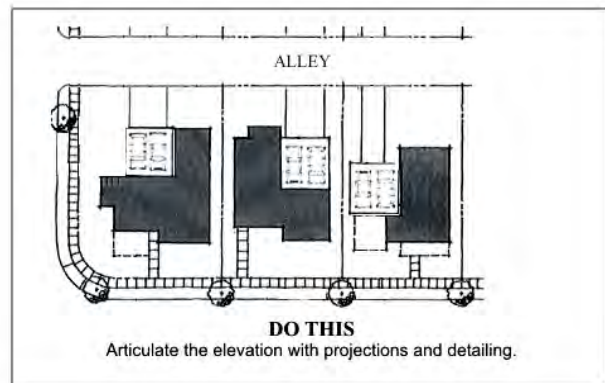 ALLEY
DO THIS
Articulate the elevation with projections and detailing.